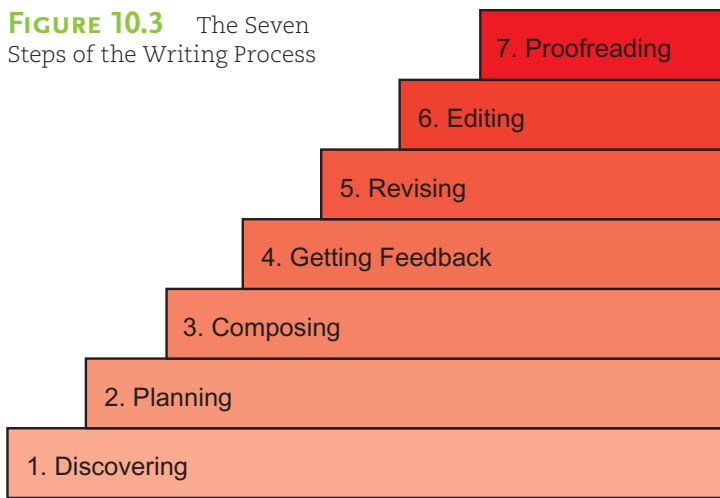 FIGURE 10.3 The Seven
Steps of the Writing Process
7. Proofreading
6. Editing
5. Revising
4. Getting Feedback
3. Composing
2. Planning
1. Discovering